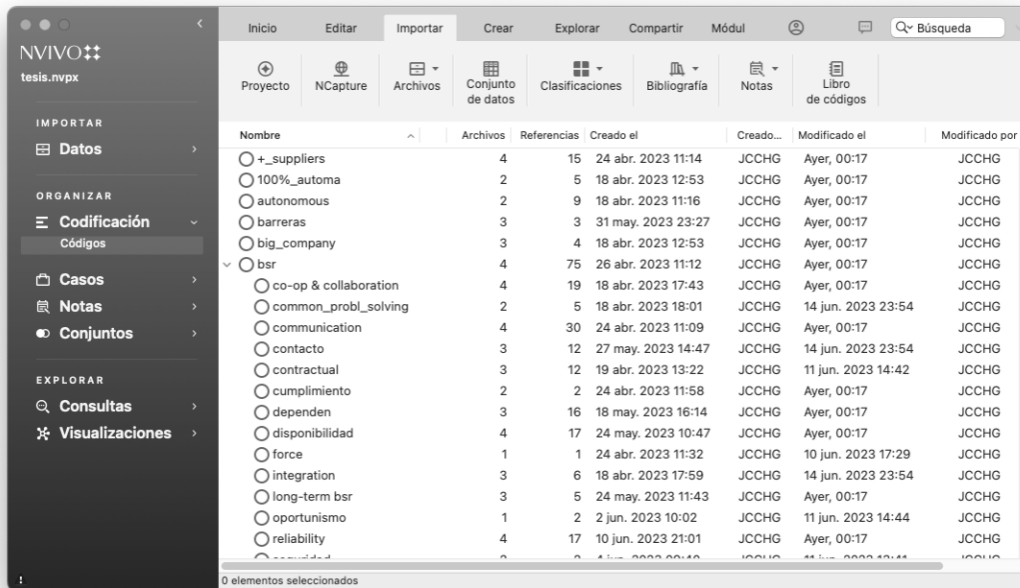 NVIVO
tesis.nvpx
IMPORTAR
Datos
ORGANIZAR
Codificación
Códigos
Casos
Notas
Conjuntos
EXPLORAR
Consultas
Visualizaciones
Inicio Editar Importar Crear Explorar Compartir Módul Búsqueda
Proyecto NCapture Archivos Conjunto de datos Clasificaciones Bibliografía Notas Libro de códigos
Nombre Archivos Referencias Creado el Creado... Modificado el Modificado por
+_suppliers 4 15 24 abr. 2023 11:14 JCCHG Ayer, 00:17 JCCHG
100%_automa 2 5 18 abr. 2023 12:53 JCCHG Ayer, 00:17 JCCHG
autonomous 2 9 18 abr. 2023 11:16 JCCHG Ayer, 00:17 JCCHG
barreras 3 3 31 may. 2023 23:27 JCCHG Ayer, 00:17 JCCHG
big_company 3 4 18 abr. 2023 12:53 JCCHG Ayer, 00:17 JCCHG
bsr 4 75 26 abr. 2023 11:12 JCCHG Ayer, 00:17 JCCHG
co-op & collaboration 4 19 18 abr. 2023 17:43 JCCHG Ayer, 00:17 JCCHG
common_probl_solving 2 5 18 abr. 2023 18:01 JCCHG 14 jun. 2023 23:54 JCCHG
communication 4 30 24 abr. 2023 11:09 JCCHG Ayer, 00:17 JCCHG
contacto 3 12 27 may. 2023 14:47 JCCHG 14 jun. 2023 23:54 JCCHG
contractual 3 12 19 abr. 2023 13:22 JCCHG 11 jun. 2023 14:42 JCCHG
cumplimiento 2 2 24 abr. 2023 11:58 JCCHG Ayer, 00:17 JCCHG
dependen 3 16 18 may. 2023 16:14 JCCHG Ayer, 00:17 JCCHG
disponibilidad 4 17 24 may. 2023 10:47 JCCHG Ayer, 00:17 JCCHG
force 1 1 24 abr. 2023 11:32 JCCHG 10 jun. 2023 17:29 JCCHG
integration 3 6 18 abr. 2023 17:59 JCCHG 14 jun. 2023 23:54 JCCHG
long-term bsr 3 5 24 may. 2023 11:43 JCCHG Ayer, 00:17 JCCHG
oportunismo 1 2 2 jun. 2023 10:02 JCCHG 11 jun. 2023 14:44 JCCHG
reliability 4 17 10 jun. 2023 21:01 JCCHG Ayer, 00:17 JCCHG
0 elementos seleccionados